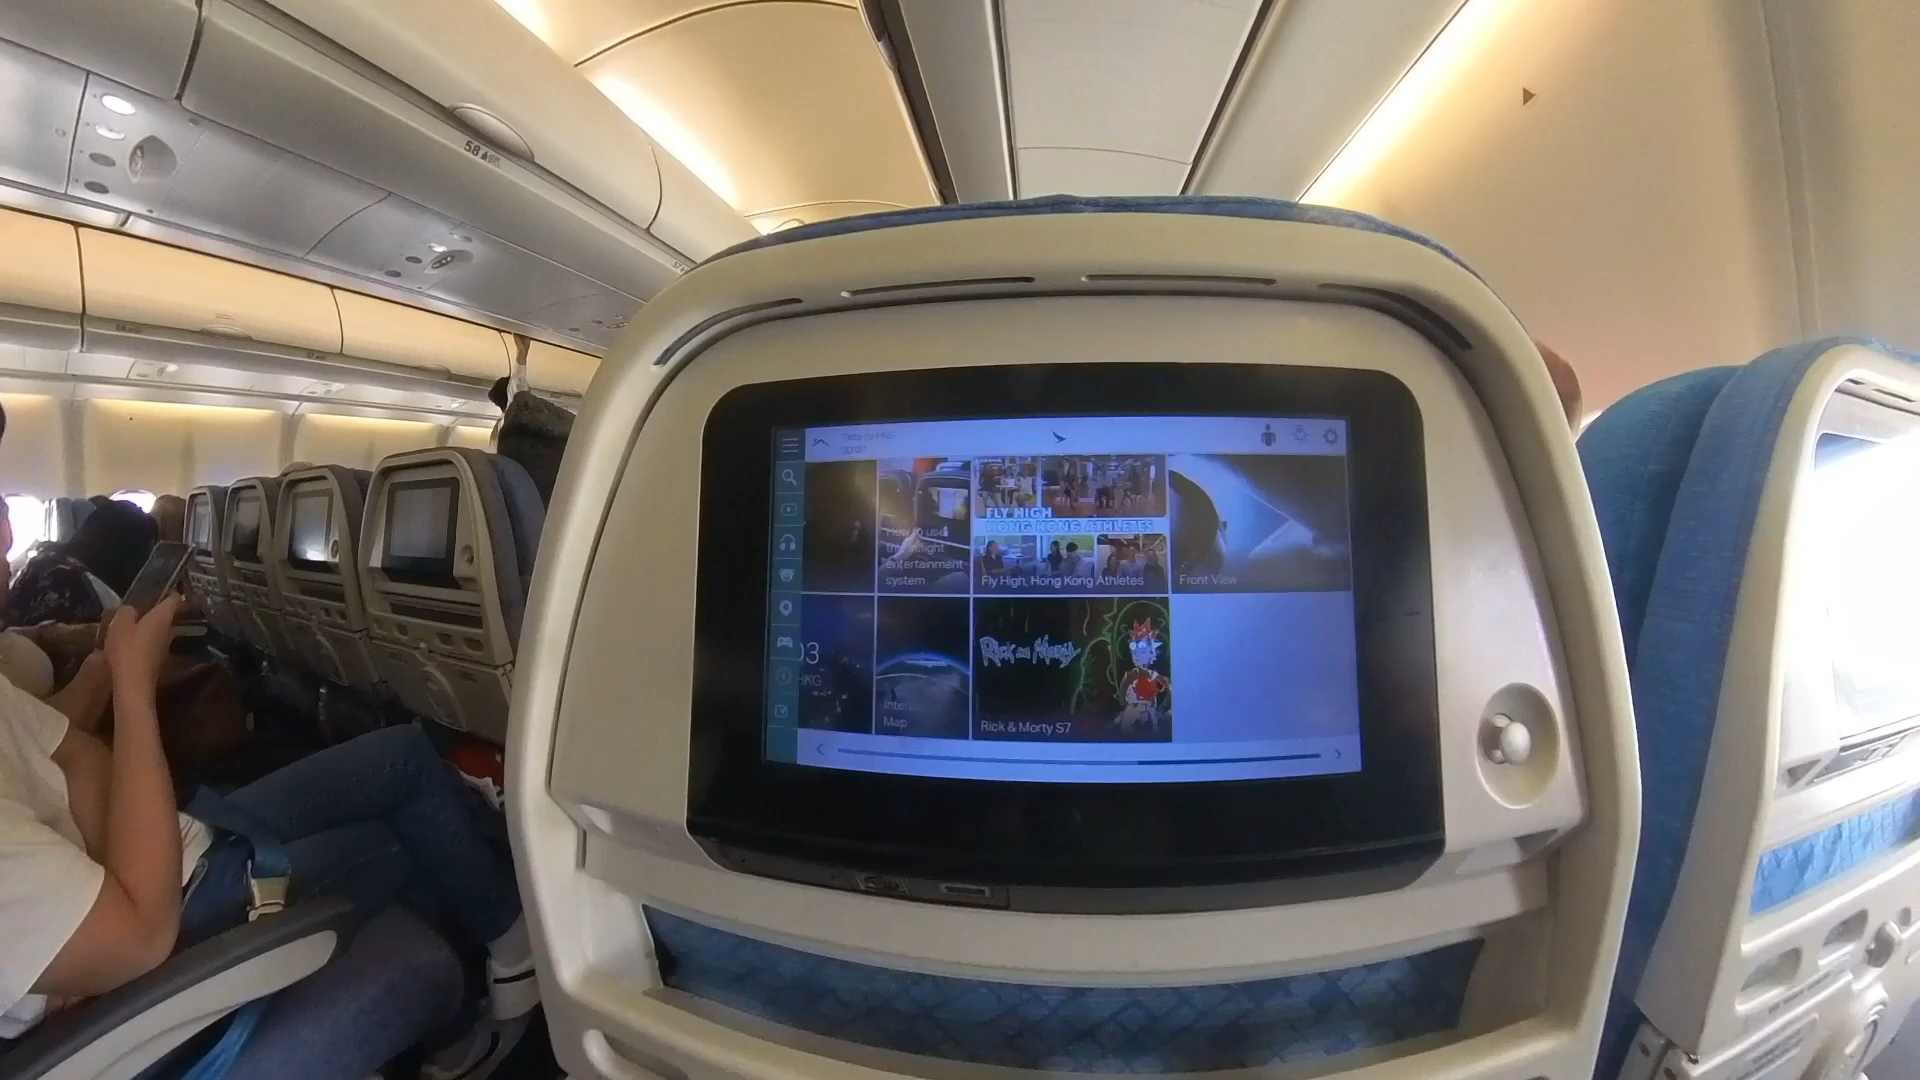 58
How to use
this inflight
entertainment
system
FLY HIGH
HONG KONG ATHLETES
Fly High, Hong Kong Athletes
Front View
03
HKG
Map
Rick and Morty
Rick & Morty S7